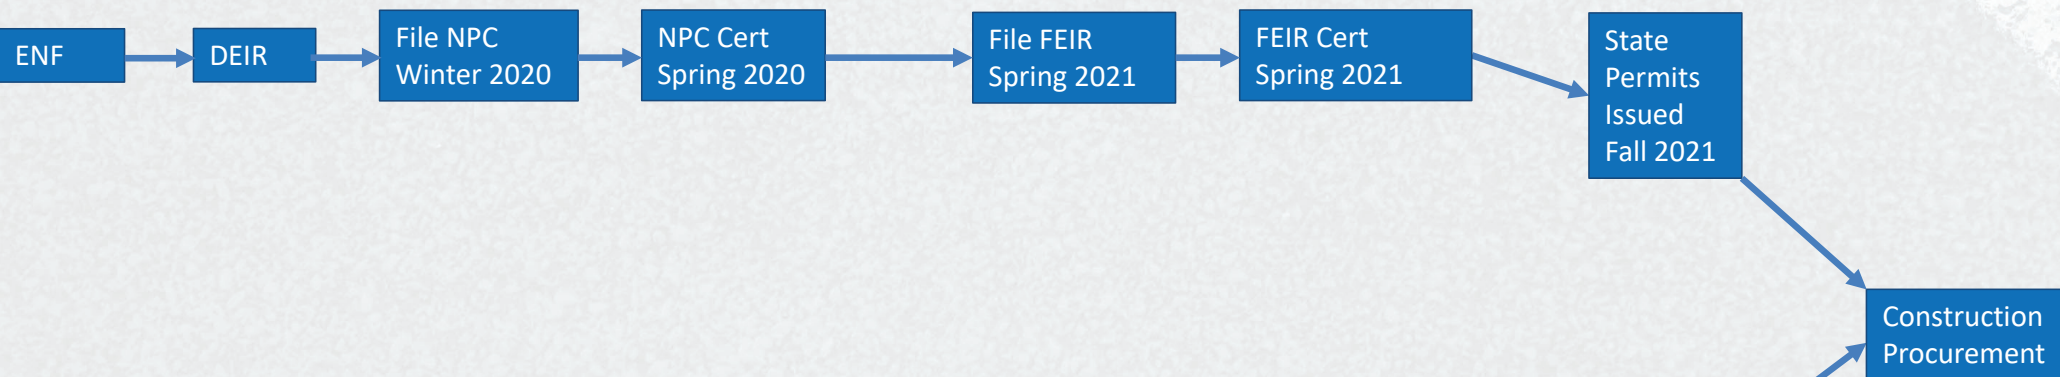 ENF
DEIR
File NPC
Winter 2020
NPC Cert
Spring 2020
File FEIR
Spring 2021
FEIR Cert
Spring 2021
State
Permits
Issued
Fall 2021
Construction
Procurement